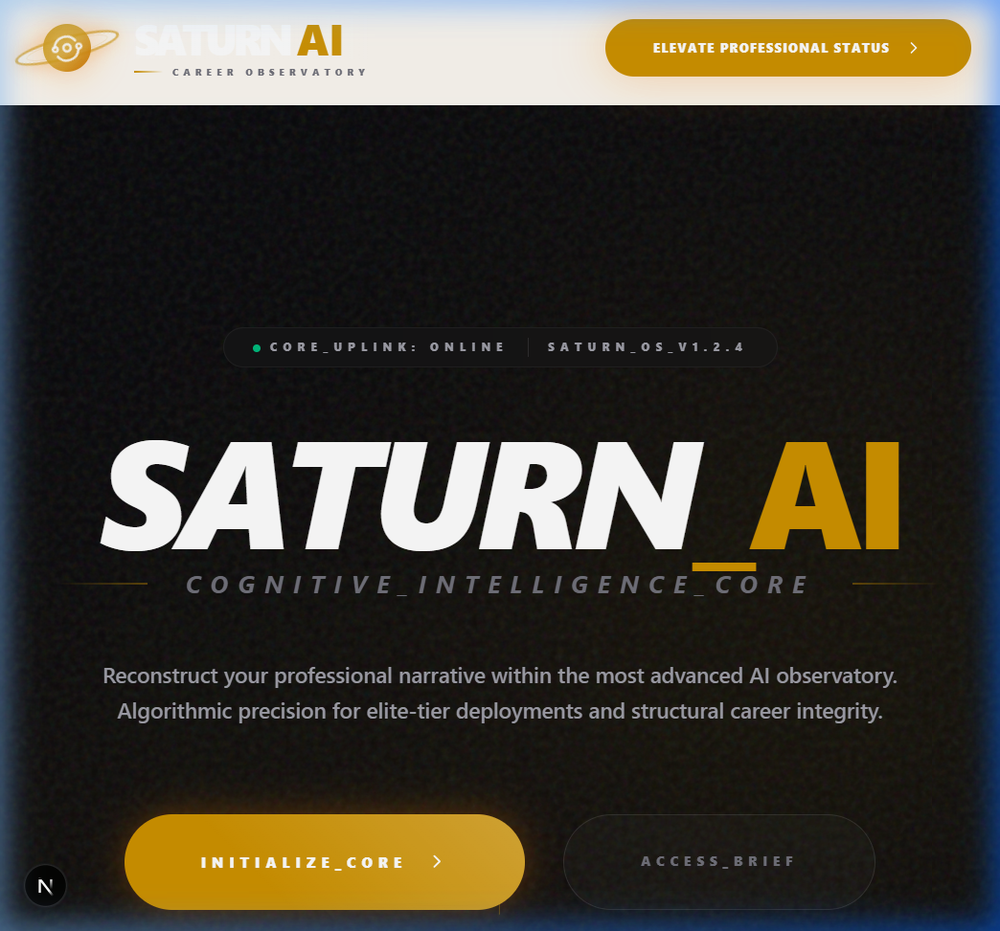 SATURN AI
CAREER OBSERVATORY
ELEVATE PROFESSIONAL STATUS
CORE_UPLINK: ONLINE
SATURN_OS_V1.2.4
SATURN_AI
COGNITIVE_INTELLIGENCE_CORE
Reconstruct your professional narrative within the most advanced AI observatory.
Algorithmic precision for elite-tier deployments and structural career integrity.
INITIALIZE_CORE
ACCESS_BRIEF
N